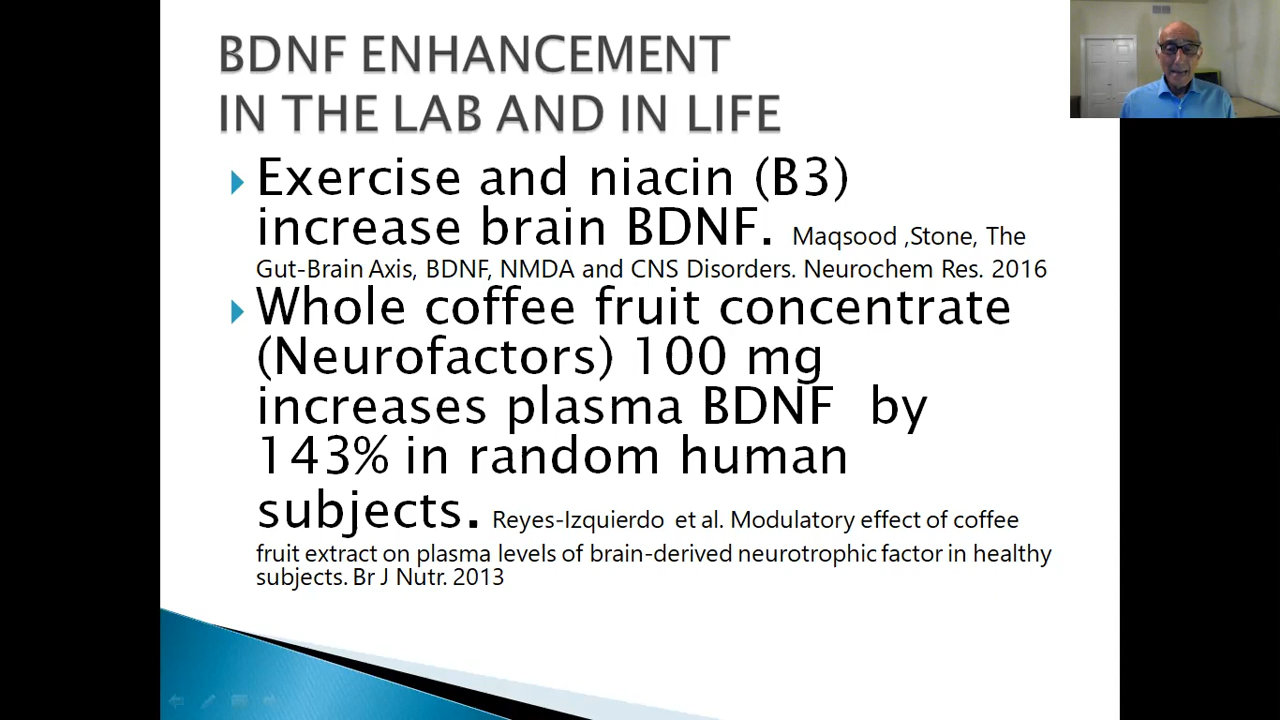 BDNF ENHANCEMENT
IN THE LAB AND IN LIFE
Exercise and niacin (B3)
increase brain BDNF. Maqsood ,Stone, The
Gut-Brain Axis, BDNF, NMDA and CNS Disorders. Neurochem Res. 2016
Whole coffee fruit concentrate
(Neurofactors) 100 mg
increases plasma BDNF by
143% in random human
subjects. Reyes-Izquierdo et al. Modulatory effect of coffee
fruit extract on plasma levels of brain-derived neurotrophic factor in healthy
subjects. Br J Nutr. 2013